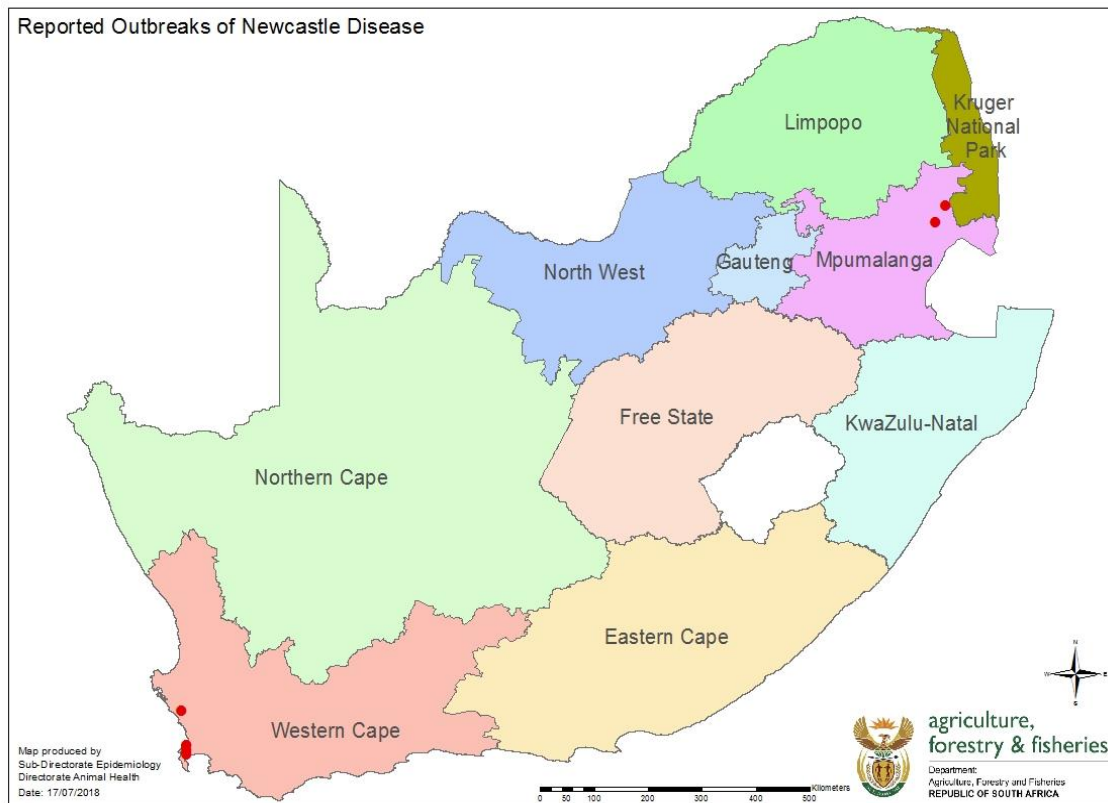 Reported Outbreaks of Newcastle Disease
Limpopo
Kruger
National
Park
North West
Gauteng
Mpumalanga
Free State
KwaZulu-Natal
Northern Cape
Eastern Cape
Western Cape
N
W
E
S
Map produced by
Sub-Directorate Epidemiology
Directorate Animal Health
Date: 17/07/2018
Kilometers
0 50 100 200 300 400 500
agriculture,
forestry & fisheries
Department:
Agriculture, Forestry and Fisheries
REPUBLIC OF SOUTH AFRICA